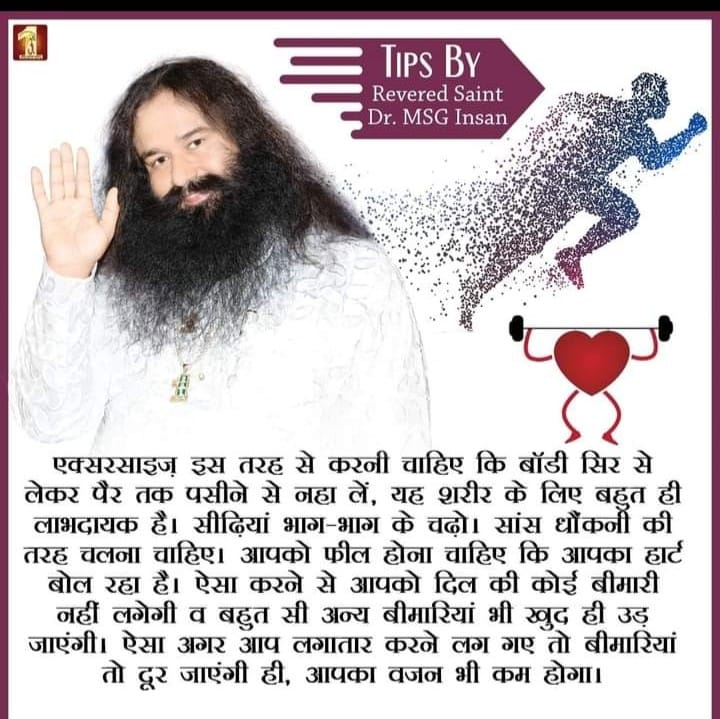 TIPS BY
Revered Saint
Dr. MSG Insan
एक्सरसाइज़ इस तरह से करनी चाहिए कि बॉडी सिर से
लेकर पैर तक पसीने से नहा लें, यह शरीर के लिए बहुत ही
लाभदायक है। सीढ़ियां भाग-भाग के चढ़ो। सांस धौंकनी की
तरह चलना चाहिए। आपको फील होना चाहिए कि आपका हार्ट
बोल रहा है। ऐसा करने से आपको दिल की कोई बीमारी
नहीं लगेगी व बहुत सी अन्य बीमारियां भी खुद ही उड़
जाएंगी। ऐसा अगर आप लगातार करने लग गए तो बीमारियां
तो दूर जाएंगी ही, आपका वजन भी कम होगा।